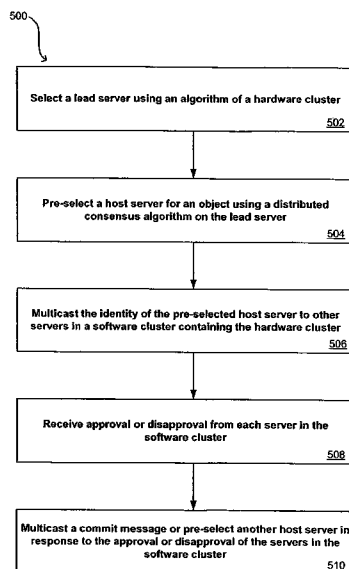 500
Select a lead server using an algorithm of a hardware cluster
502
Pre-select a host server for an object using a distributed
consensus algorithm on the lead server
504
Multicast the identity of the pre-selected host server to other
servers in a software cluster containing the hardware cluster
506
Receive approval or disapproval from each server in the
software cluster
508
Multicast a commit message or pre-select another host server in
response to the approval or disapproval of the servers in the
software cluster
510